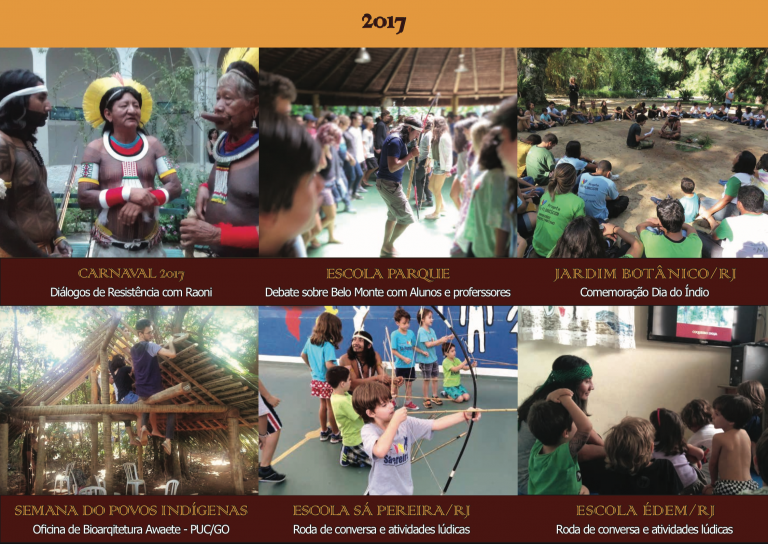 2017
CARNAVAL 2017
Diálogos de Resistência com Raoni
ESCOLA PARQUE
Debate sobre Belo Monte com Alunos e proferssores
JARDIM BOTÂNICO/RJ
Comemoração Dia do Índio
SEMANA DO POVOS INDÍGENAS
Oficina de Bioarqitetura Awaete - PUC/GO
ESCOLA SÁ PEREIRA/RJ
Roda de conversa e atividades lúdicas
ESCOLA ÉDEM/RJ
Roda de conversa e atividades lúdicas